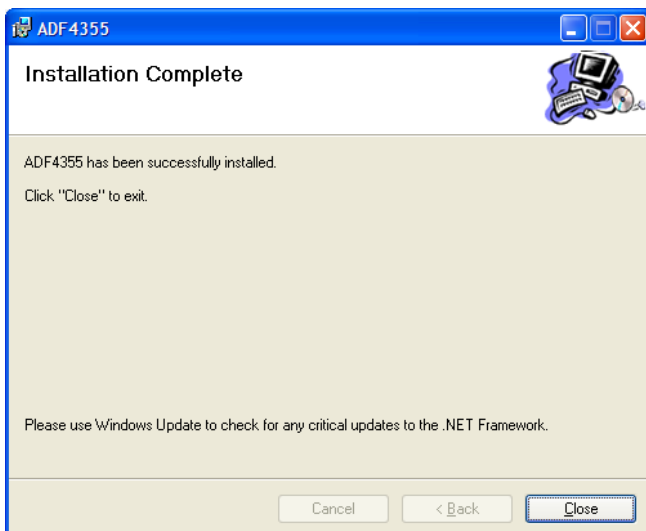 ADF4355
Installation Complete
ADF4355 has been successfully installed.
Click "Close" to exit.
Please use Windows Update to check for any critical updates to the .NET Framework.
Cancel
< Back
Close